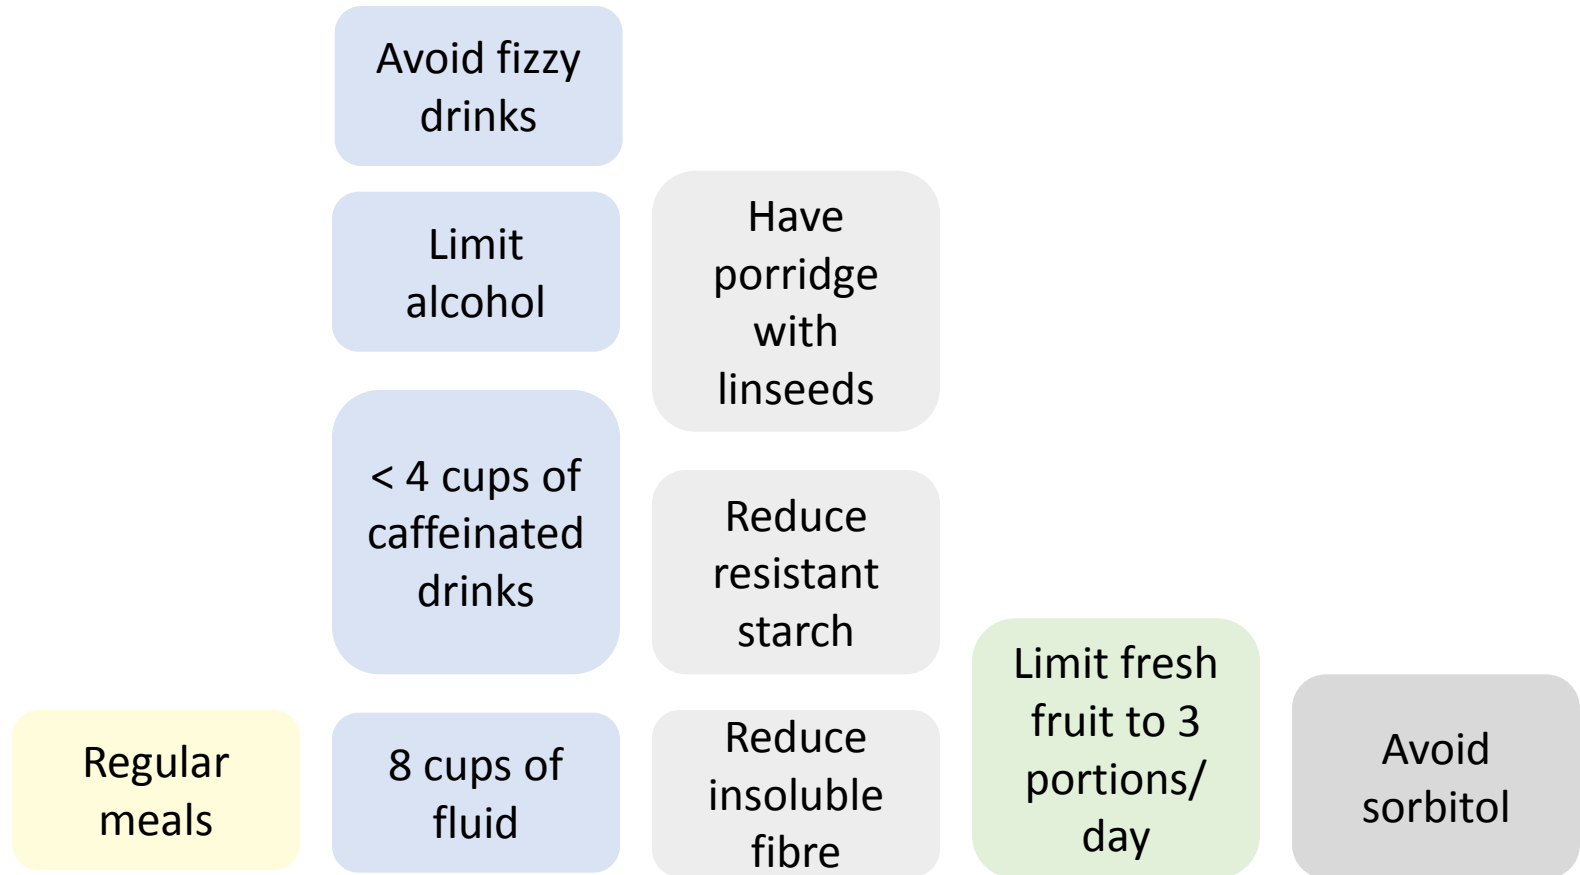 Avoid fizzy
drinks
Limit
alcohol
< 4 cups of
caffeinated
drinks
8 cups of
fluid
Regular
meals
Have
porridge
with
linseeds
Reduce
resistant
starch
Reduce
insoluble
fibre
Limit fresh
fruit to 3
portions/
day
Avoid
sorbitol